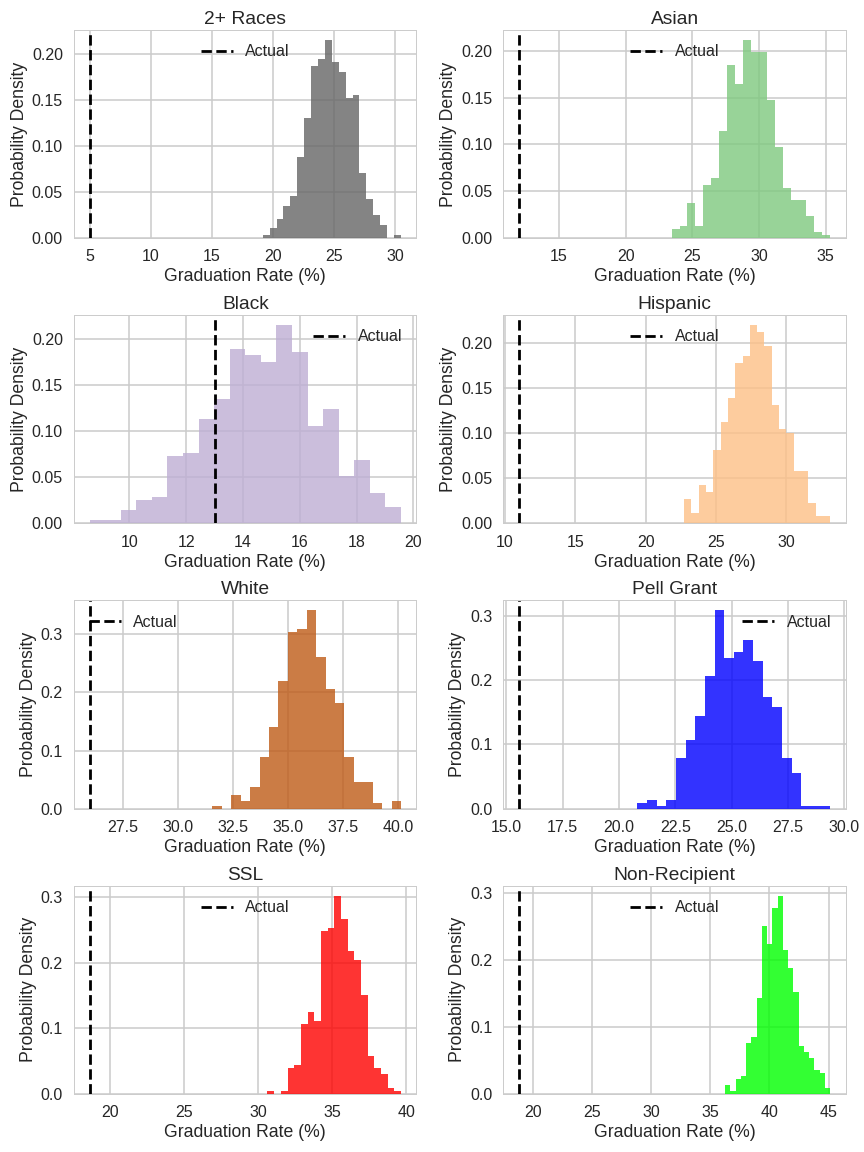 2+ Races
Probability Density
0.20
0.15
0.10
0.05
0.00
Actual
5 10 15 20 25 30
Graduation Rate (%)
Asian
Probability Density
0.20
0.15
0.10
0.05
0.00
Actual
15 20 25 30 35
Graduation Rate (%)
Black
Probability Density
0.20
0.15
0.10
0.05
0.00
Actual
10 12 14 16 18 20
Graduation Rate (%)
Hispanic
Probability Density
0.20
0.15
0.10
0.05
0.00
Actual
10 15 20 25 30
Graduation Rate (%)
White
Probability Density
0.3
0.2
0.1
0.0
Actual
27.5 30.0 32.5 35.0 37.5 40.0
Graduation Rate (%)
Pell Grant
Probability Density
0.3
0.2
0.1
0.0
Actual
15.0 17.5 20.0 22.5 25.0 27.5 30.0
Graduation Rate (%)
SSL
Probability Density
0.3
0.2
0.1
0.0
Actual
20 25 30 35 40
Graduation Rate (%)
Non-Recipient
Probability Density
0.3
0.2
0.1
0.0
Actual
20 25 30 35 40 45
Graduation Rate (%)